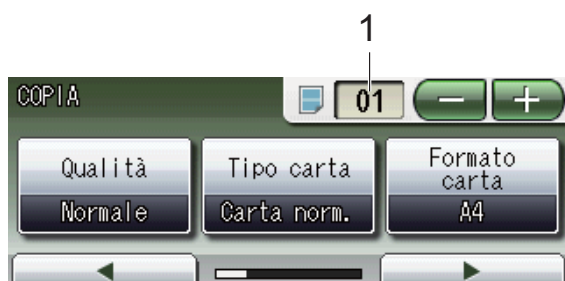 1
COPIA 01 − +
Qualità Tipo carta Formato carta
Normale Carta norm. A4